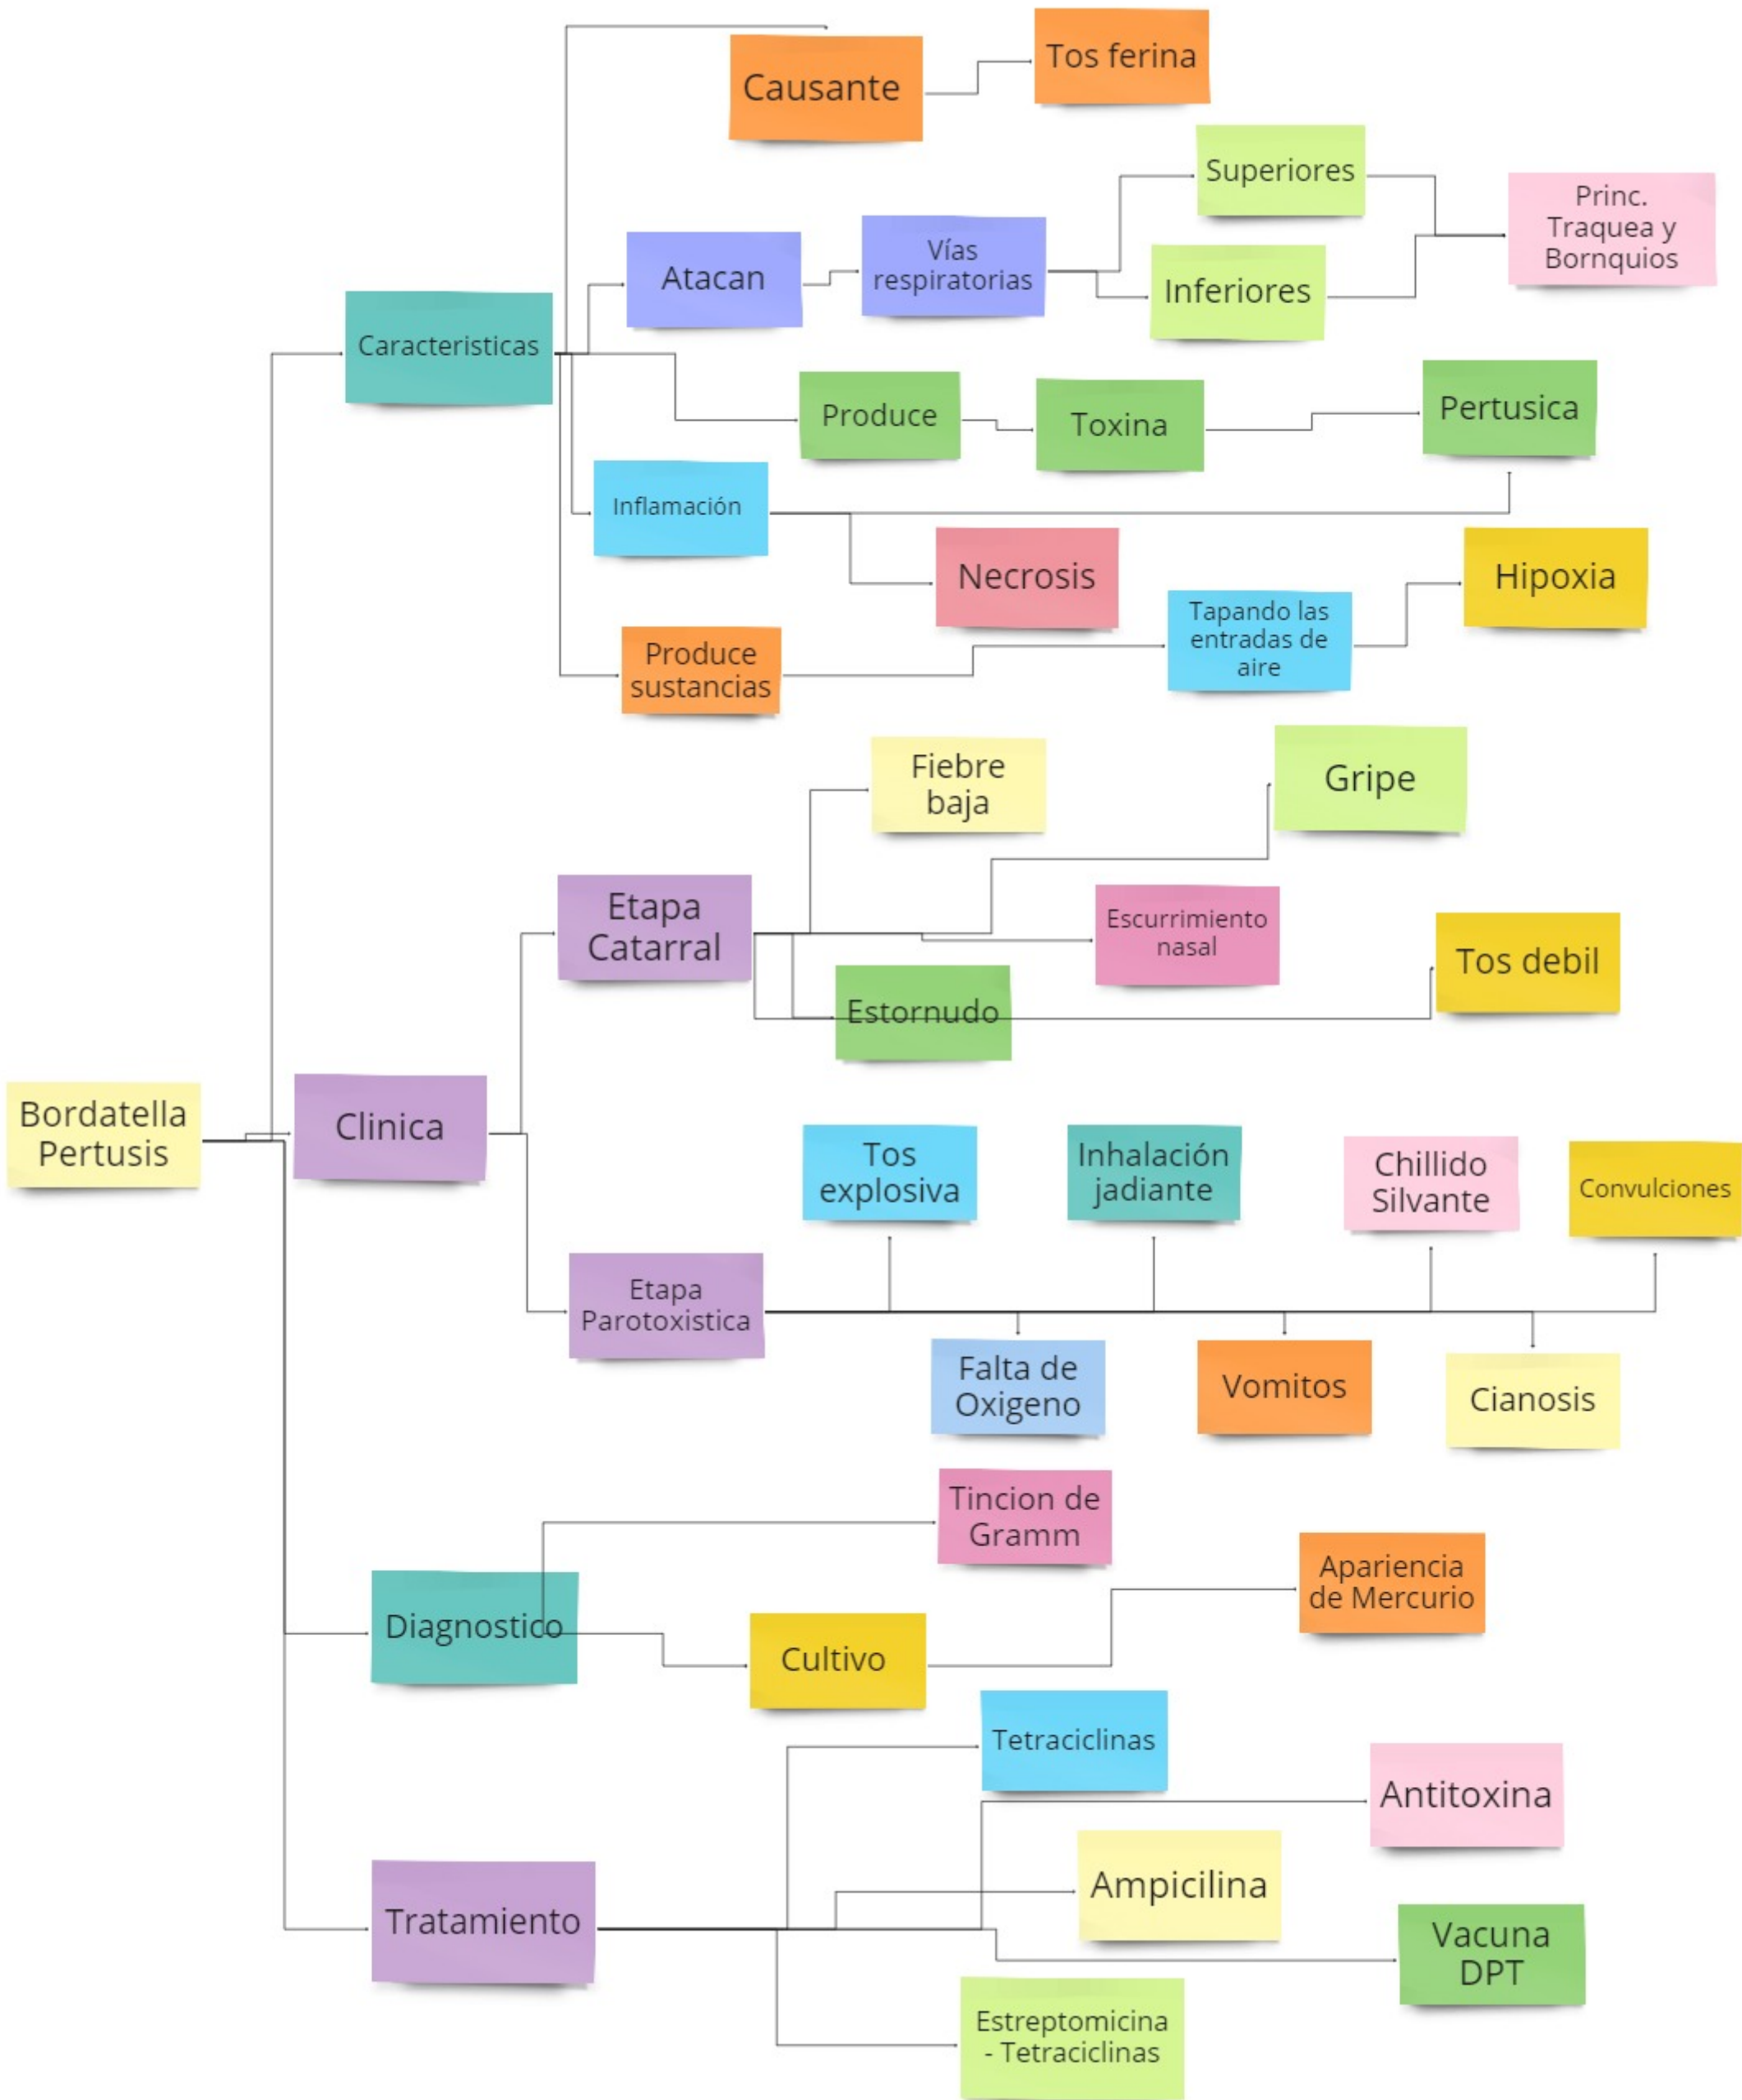 Causante
Tos ferina
Superiores
Princ.
Traquea y
Bornquios
Atacan
Vías
respiratorias
Inferiores
Caracteristicas
Produce
Toxina
Pertusica
Inflamación
Necrosis
Hipoxia
Produce
sustancias
Tapando las
entradas de
aire
Fiebre
baja
Gripe
Etapa
Catarral
Escurrimiento
nasal
Tos debil
Estornudo
Bordatella
Pertusis
Clinica
Tos
explosiva
Inhalación
jadiante
Chillido
Silvante
Convulciones
Etapa
Parotoxistica
Falta de
Oxigeno
Vomitos
Cianosis
Tincion de
Gramm
Apariencia
de Mercurio
Diagnostico
Cultivo
Tetraciclinas
Antitoxina
Ampicilina
Tratamiento
Vacuna
DPT
Estreptomicina
- Tetraciclinas